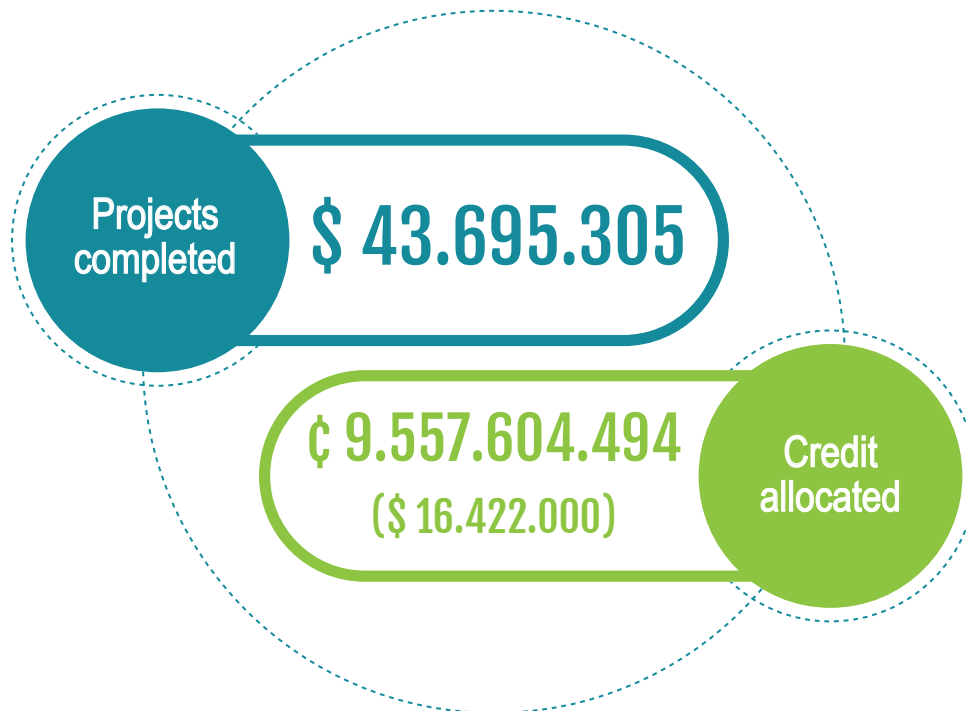 Projects
completed
$ 43.695.305
¢ 9.557.604.494
($ 16.422.000)
Credit
allocated